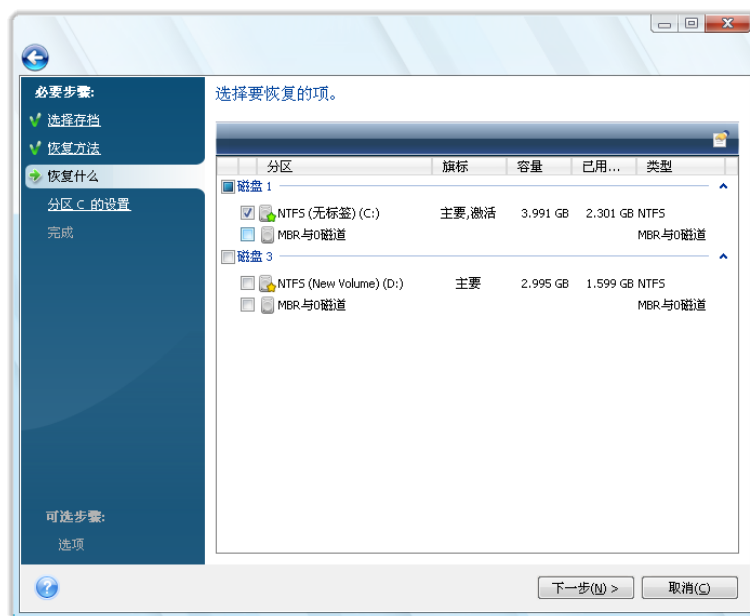 必要步骤:
选择存档
恢复方法
恢复什么
分区 C 的设置
完成
可选步骤:
选项
选择要恢复的项。
分区 旗标 容量 已用... 类型
磁盘 1
NTFS (无标签) (C:) 主要,激活 3.991 GB 2.301 GB NTFS
MBR与0磁道 MBR与0磁道
磁盘 3
NTFS (New Volume) (D:) 主要 2.995 GB 1.599 GB NTFS
MBR与0磁道 MBR与0磁道
下一步(N) > 取消(C)